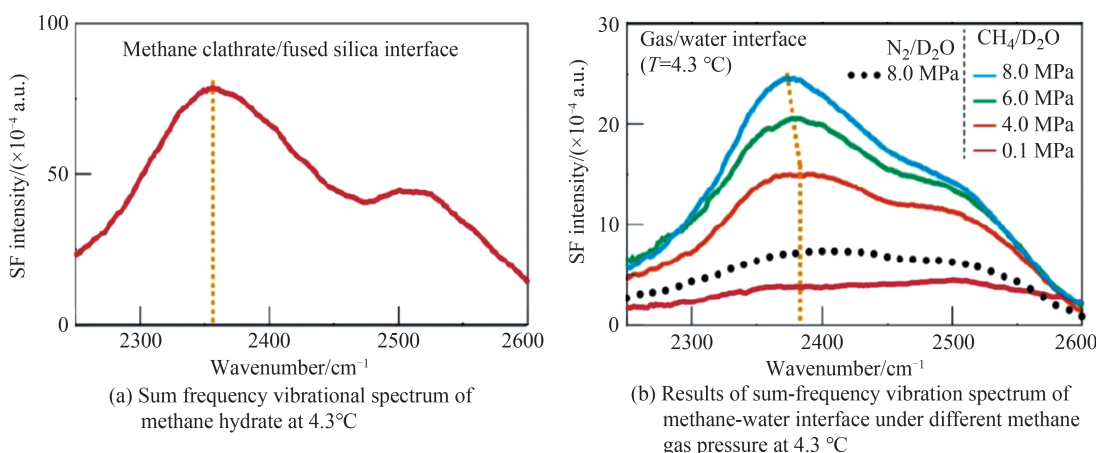 100
50
0
SF intensity/(×10⁻⁴ a.u.)
Methane clathrate/fused silica interface
2300
2400
2500
2600
Wavenumber/cm⁻¹
(a) Sum frequency vibrational spectrum of
methane hydrate at 4.3℃
30
20
10
0
SF intensity/(×10⁻⁴ a.u.)
Gas/water interface
(T=4.3 ℃)
N₂/D₂O
8.0 MPa
CH₄/D₂O
8.0 MPa
6.0 MPa
4.0 MPa
0.1 MPa
2300
2400
2500
2600
Wavenumber/cm⁻¹
(b) Results of sum-frequency vibration spectrum of
methane-water interface under different methane
gas pressure at 4.3 ℃